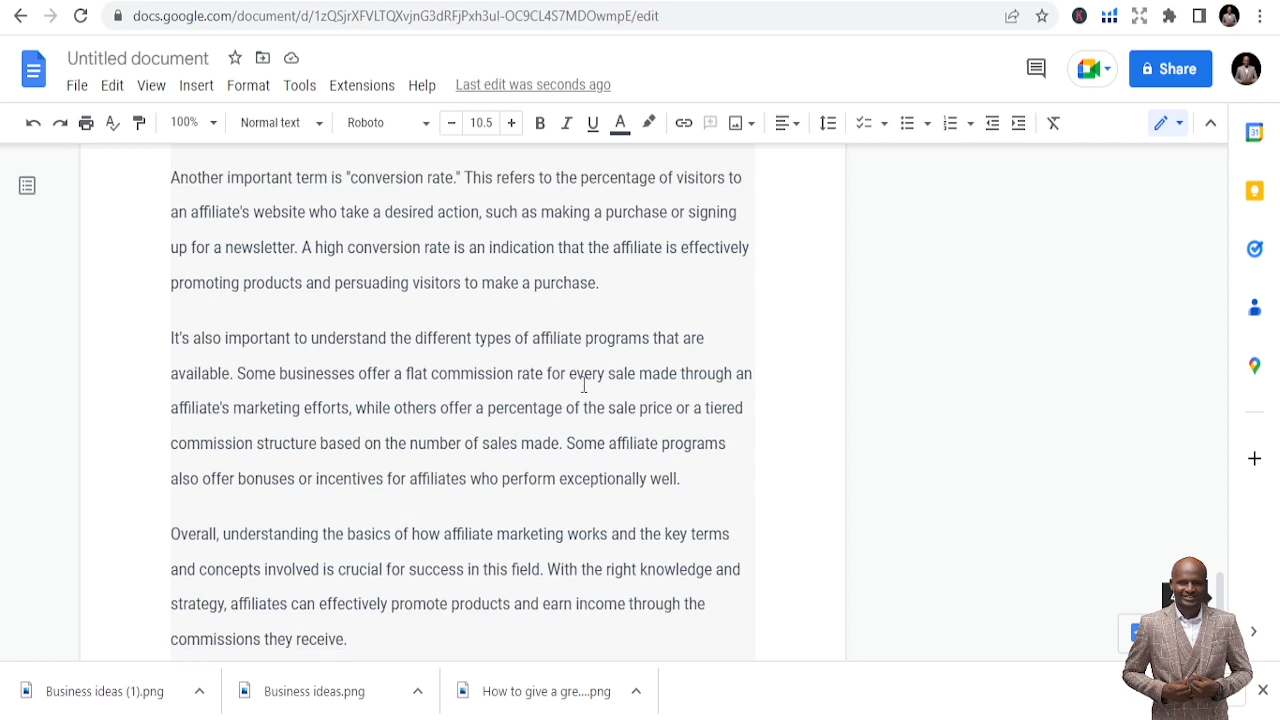 docs.google.com/document/d/1zQSjrXFVLTQXvjnG3dRFjPxh3ul-OC9CL4S7MDOwmpE/edit
Untitled document
File Edit View Insert Format Tools Extensions Help Last edit was seconds ago
Share
100% Normal text Roboto 10.5
Another important term is "conversion rate." This refers to the percentage of visitors to
an affiliate's website who take a desired action, such as making a purchase or signing
up for a newsletter. A high conversion rate is an indication that the affiliate is effectively
promoting products and persuading visitors to make a purchase.
It's also important to understand the different types of affiliate programs that are
available. Some businesses offer a flat commission rate for every sale made through an
affiliate's marketing efforts, while others offer a percentage of the sale price or a tiered
commission structure based on the number of sales made. Some affiliate programs
also offer bonuses or incentives for affiliates who perform exceptionally well.
Overall, understanding the basics of how affiliate marketing works and the key terms
and concepts involved is crucial for success in this field. With the right knowledge and
strategy, affiliates can effectively promote products and earn income through the
commissions they receive.
Business ideas (1).png Business ideas.png How to give a gre....png